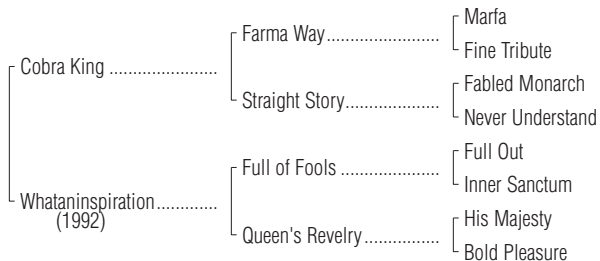 Marfa
Farma Way.....................
Fine Tribute
Cobra King ......................
Fabled Monarch
Straight Story..................
Never Understand
Full Out
Full of Fools ..................
Inner Sanctum
Whataninspiration............
(1992)
His Majesty
Queen's Revelry..............
Bold Pleasure